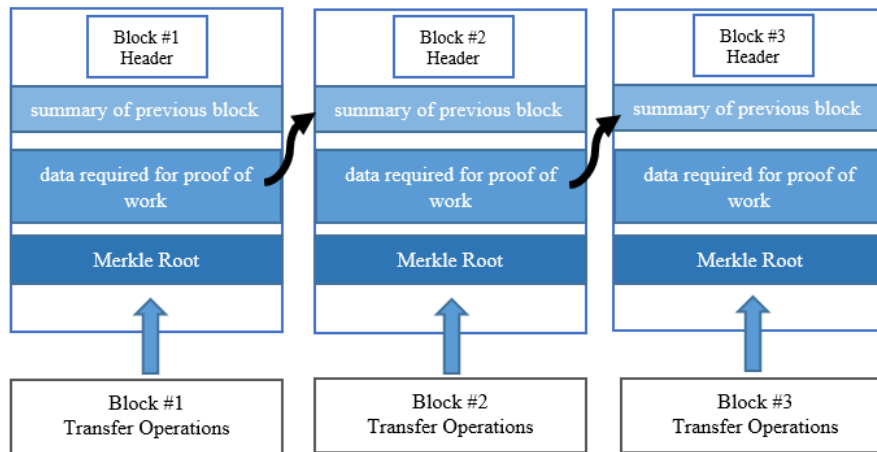 Block #1
Header
summary of previous block
data required for proof of
work
Merkle Root
Block #1
Transfer Operations
Block #2
Header
summary of previous block
data required for proof of
work
Merkle Root
Block #2
Transfer Operations
Block #3
Header
summary of previous block
data required for proof of
work
Merkle Root
Block #3
Transfer Operations